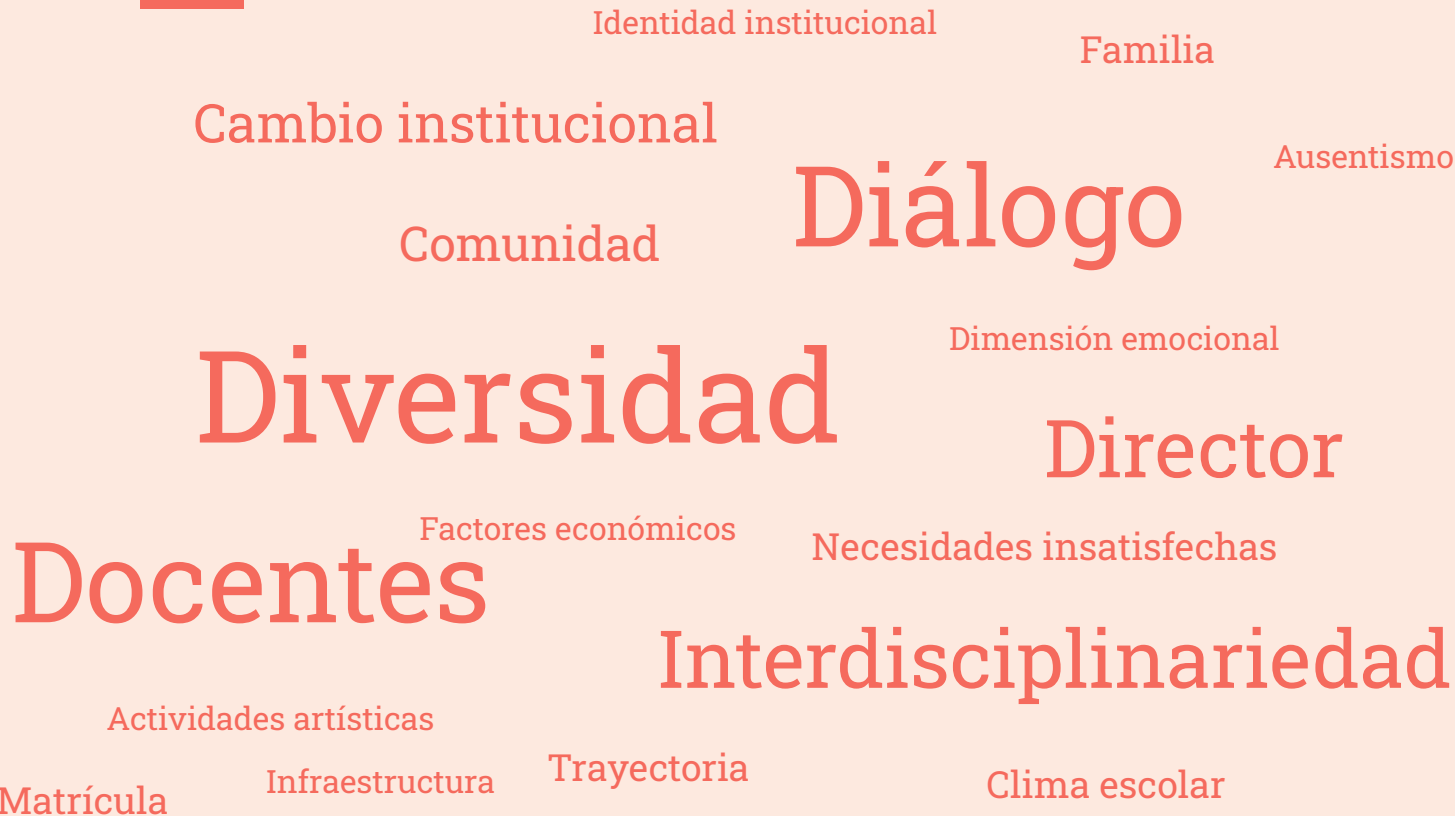 Identidad institucional
Familia
Cambio institucional
Ausentismo
Diálogo
Comunidad
Dimensión emocional
Diversidad
Director
Factores económicos
Necesidades insatisfechas
Docentes
Interdisciplinariedad
Actividades artísticas
Trayectoria
Infraestructura
Clima escolar
Matrícula